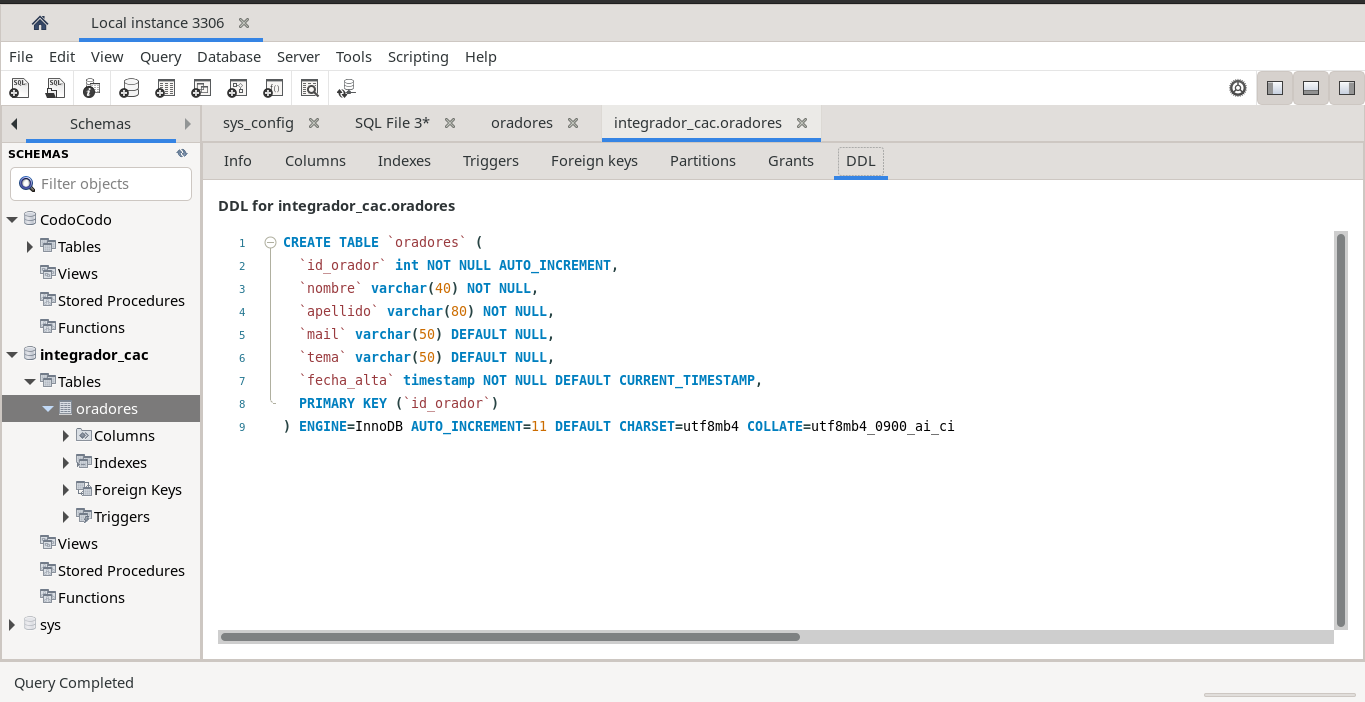 Local instance 3306
File Edit View Query Database Server Tools Scripting Help
Schemas
sys_config
SQL File 3*
oradores
integrador_cac.oradores
SCHEMAS
Filter objects
CodoCodo
Tables
Views
Stored Procedures
Functions
integrador_cac
Tables
oradores
Columns
Indexes
Foreign Keys
Triggers
Views
Stored Procedures
Functions
sys
Info Columns Indexes Triggers Foreign keys Partitions Grants DDL
DDL for integrador_cac.oradores
1 CREATE TABLE `oradores` (
2 `id_orador` int NOT NULL AUTO_INCREMENT,
3 `nombre` varchar(40) NOT NULL,
4 `apellido` varchar(80) NOT NULL,
5 `mail` varchar(50) DEFAULT NULL,
6 `tema` varchar(50) DEFAULT NULL,
7 `fecha_alta` timestamp NOT NULL DEFAULT CURRENT_TIMESTAMP,
8 PRIMARY KEY (`id_orador`)
9 ) ENGINE=InnoDB AUTO_INCREMENT=11 DEFAULT CHARSET=utf8mb4 COLLATE=utf8mb4_0900_ai_ci
Query Completed